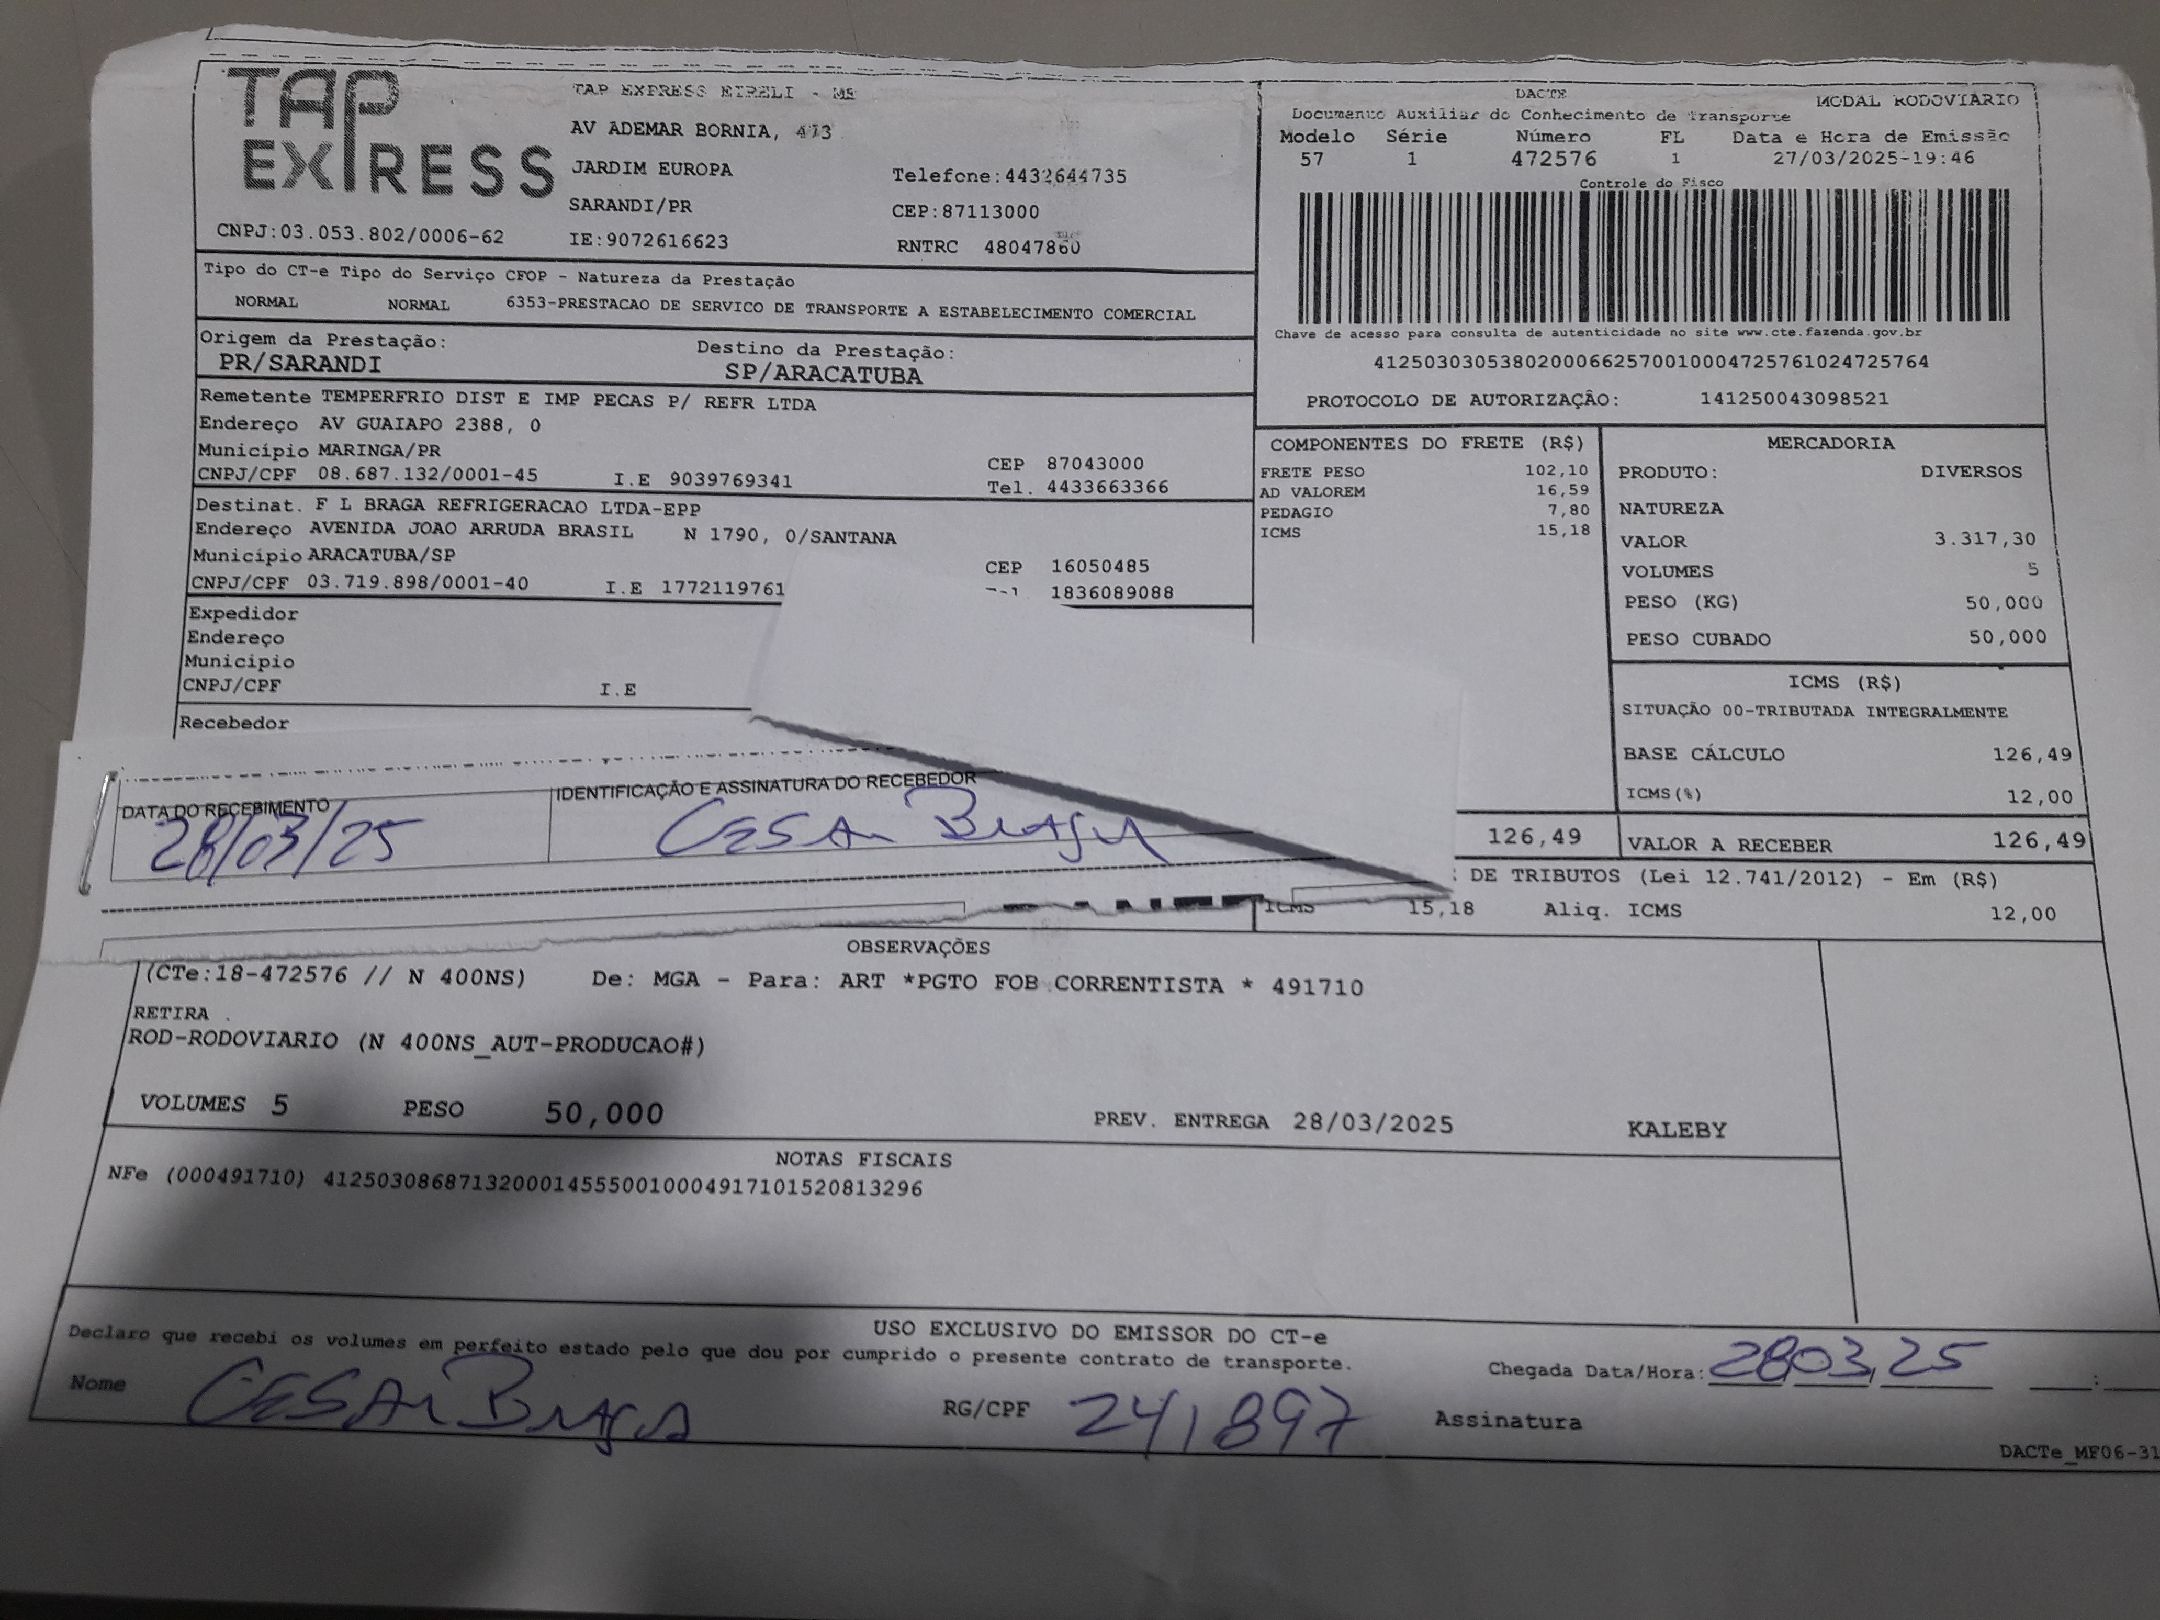 TAP
EXPRESS
TAP EXPRESS EIRELI - ME
AV ADEMAR BORNIA, 473
JARDIM EUROPA
Telefone:4432644735
SARANDI/PR
CEP:87113000
CNPJ:03.053.802/0006-62
IE:9072616623
RNTRC 48047860
DACTE
MODAL RODOVIARIO
Documento Auxiliar do Conhecimento de Transporte
Modelo Série Número FL Data e Hora de Emissão
57 1 472576 1 27/03/2025-19:46
Controle do Fisco
Chave de acesso para consulta de autenticidade no site www.cte.fazenda.gov.br
41250303053802000662570010004725761024725764
PROTOCOLO DE AUTORIZAÇÃO: 141250043098521
Tipo do CT-e Tipo do Serviço CFOP - Natureza da Prestação
NORMAL NORMAL 6353-PRESTACAO DE SERVICO DE TRANSPORTE A ESTABELECIMENTO COMERCIAL
Origem da Prestação: Destino da Prestação:
PR/SARANDI SP/ARACATUBA
Remetente TEMPERFRIO DIST E IMP PECAS P/ REFR LTDA
Endereço AV GUAIAPO 2388, 0
Município MARINGA/PR CEP 87043000
CNPJ/CPF 08.687.132/0001-45 I.E 9039769341 Tel. 4433663366
Destinat. F L BRAGA REFRIGERACAO LTDA-EPP
Endereço AVENIDA JOAO ARRUDA BRASIL N 1790, 0/SANTANA
Município ARACATUBA/SP CEP 16050485
CNPJ/CPF 03.719.898/0001-40 I.E 1772119761 1836089088
Expedidor
Endereço
Município
CNPJ/CPF I.E
Recebedor
COMPONENTES DO FRETE (R$)
FRETE PESO 102,10
AD VALOREM 16,59
PEDAGIO 7,80
ICMS 15,18
MERCADORIA
PRODUTO: DIVERSOS
NATUREZA
VALOR 3.317,30
VOLUMES 5
PESO (KG) 50,000
PESO CUBADO 50,000
ICMS (R$)
SITUAÇÃO 00-TRIBUTADA INTEGRALMENTE
BASE CÁLCULO 126,49
ICMS(%) 12,00
126,49 VALOR A RECEBER 126,49
DE TRIBUTOS (Lei 12.741/2012) - Em (R$)
ICMS 15,18 Aliq. ICMS 12,00
DATA DO RECEBIMENTO IDENTIFICAÇÃO E ASSINATURA DO RECEBEDOR
28/03/25 CESAR BRAGA
OBSERVAÇÕES
(CTe:18-472576 // N 400NS) De: MGA - Para: ART *PGTO FOB CORRENTISTA * 491710
RETIRA .
ROD-RODOVIARIO (N 400NS_AUT-PRODUCAO#)
VOLUMES 5 PESO 50,000 PREV. ENTREGA 28/03/2025 KALEBY
NOTAS FISCAIS
NFe (000491710) 41250308687132000145550010004917101520813296
USO EXCLUSIVO DO EMISSOR DO CT-e
Declaro que recebi os volumes em perfeito estado pelo que dou por cumprido o presente contrato de transporte.
Chegada Data/Hora: 28 03, 25 :
Nome CESAR BRAGA RG/CPF 241897 Assinatura
DACTe_MF06-31